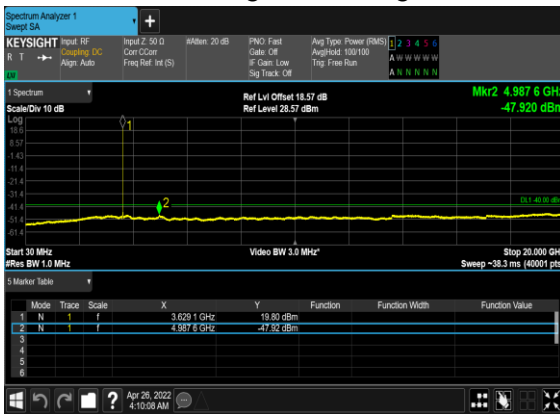 Spectrum Analyzer 1
Swept SA
KEYSIGHT Input: RF Input Z: 50 Ω #Atten: 20 dB PNO: Fast Avg Type: Power (RMS) 1 2 3 4 5 6
R T Coupling: DC Corr CCorr Gate: Off Avg|Hold: 100/100 A W W W W W
Align: Auto Freq Ref: Int (S) IF Gain: Low Trig: Free Run
Sig Track: Off A N N N N N
1 Spectrum Ref Lvl Offset 18.57 dB Mkr2 4.987 6 GHz
Scale/Div 10 dB Ref Level 28.57 dBm -47.920 dBm
Log
18.6
8.57
-1.43
-11.4
-21.4
-31.4
-41.4
-51.4
-61.4
1
2
DL1 -40.00 dBm
Start 30 MHz Video BW 3.0 MHz* Stop 20.000 GHz
#Res BW 1.0 MHz Sweep ~38.3 ms (40001 pts
5 Marker Table
Mode Trace Scale X Y Function Function Width Function Value
1 N 1 f 3.629 1 GHz 19.80 dBm
2 N 1 f 4.987 6 GHz -47.92 dBm
3
4
5
6
? Apr 26, 2022
4:10:08 AM